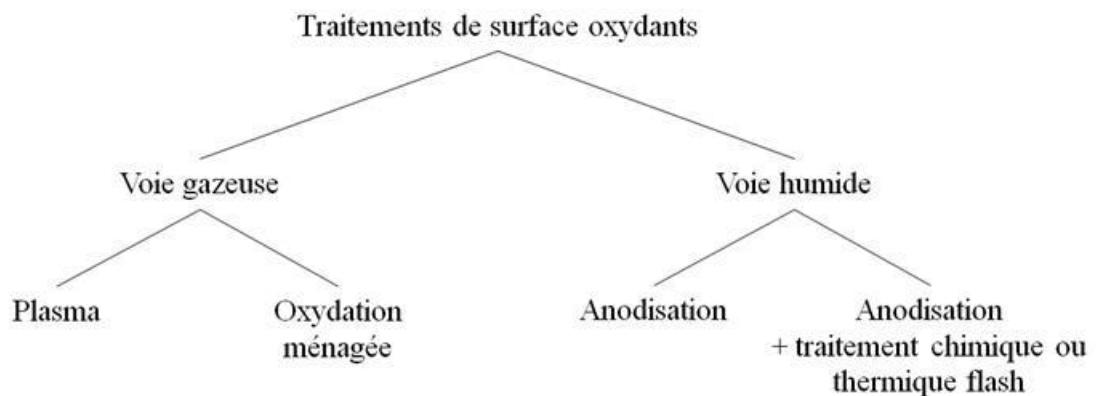 Traitements de surface oxydants
Voie gazeuse
Voie humide
Plasma
Oxydation
ménagée
Anodisation
Anodisation
+ traitement chimique ou
thermique flash